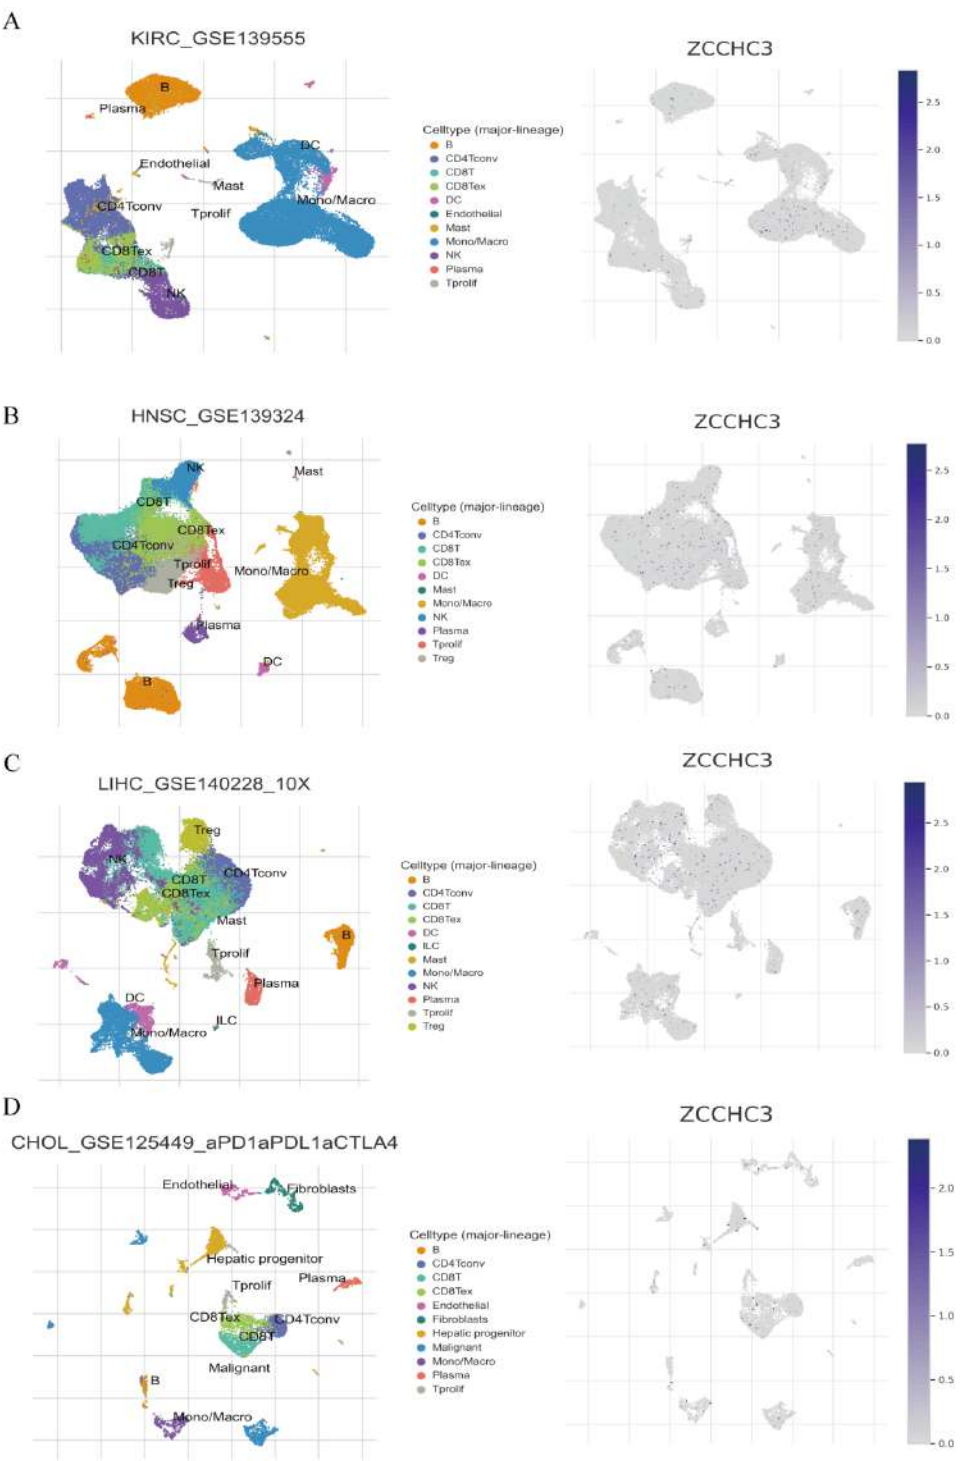 A
KIRC_GSE139555
ZCCHC3
B
Plasma
DC
Endothelial
Mast
Mono/Macro
CD4Tconv
Tprolif
CD8Tex
CD8T
NK
Celltype (major-lineage)
B
CD4Tconv
CD8T
CD8Tex
DC
Endothelial
Mast
Mono/Macro
NK
Plasma
Tprolif
2.5
2.0
1.5
1.0
0.5
0.0
B
HNSC_GSE139324
ZCCHC3
NK
Mast
CD8T
CD8Tex
CD4Tconv
Tprolif
Mono/Macro
Treg
Plasma
DC
B
Celltype (major-lineage)
B
CD4Tconv
CD8T
CD8Tex
DC
Mast
Mono/Macro
NK
Plasma
Tprolif
Treg
2.5
2.0
1.5
1.0
0.5
0.0
C
LIHC_GSE140228_10X
ZCCHC3
Treg
NK
CD4Tconv
CD8T
CD8Tex
Mast
B
Tprolif
Plasma
DC
ILC
Mono/Macro
Celltype (major-lineage)
B
CD4Tconv
CD8T
CD8Tex
DC
ILC
Mast
Mono/Macro
NK
Plasma
Tprolif
Treg
2.5
2.0
1.5
1.0
0.5
0.0
D
CHOL_GSE125449_aPD1aPDL1aCTLA4
ZCCHC3
Endothelial
Fibroblasts
Hepatic progenitor
Plasma
Tprolif
CD8Tex
CD4Tconv
CD8T
Malignant
B
Mono/Macro
Celltype (major-lineage)
B
CD4Tconv
CD8T
CD8Tex
Endothelial
Fibroblasts
Hepatic progenitor
Malignant
Mono/Macro
Plasma
Tprolif
2.0
1.5
1.0
0.5
0.0